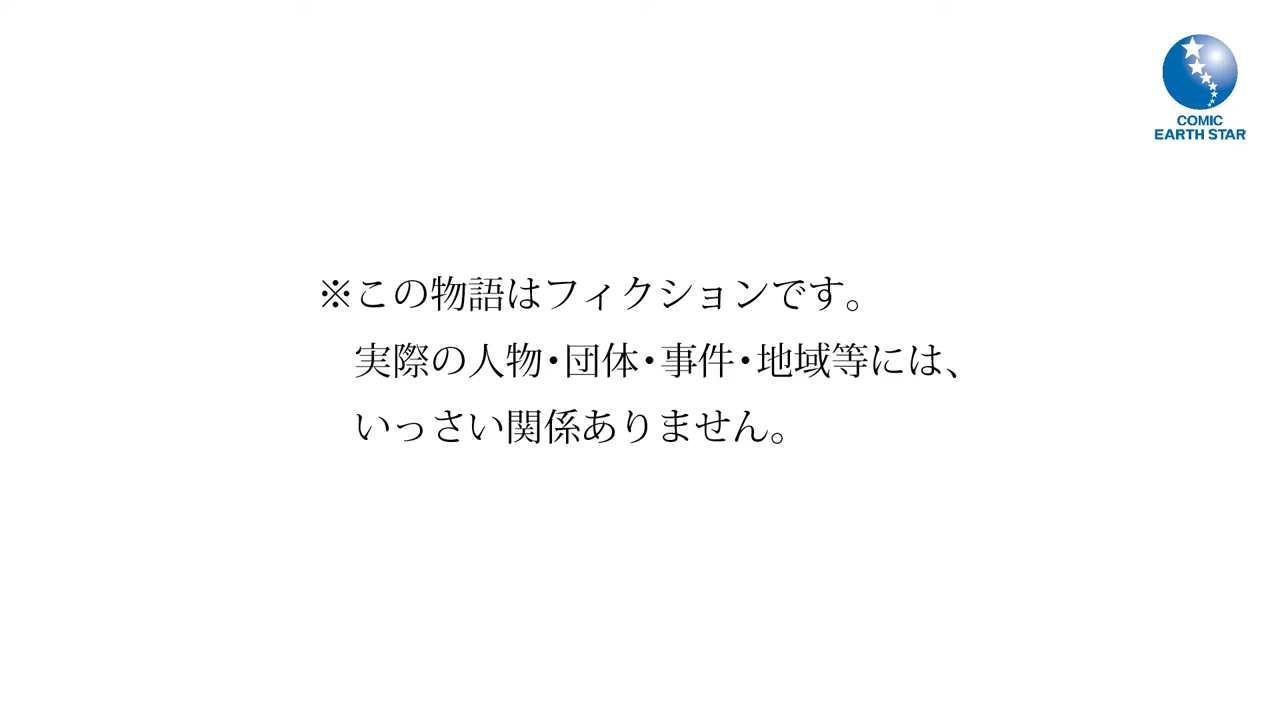 COMIC
EARTH STAR
※この物語はフィクションです。
実際の人物・団体・事件・地域等には、
いっさい関係ありません。